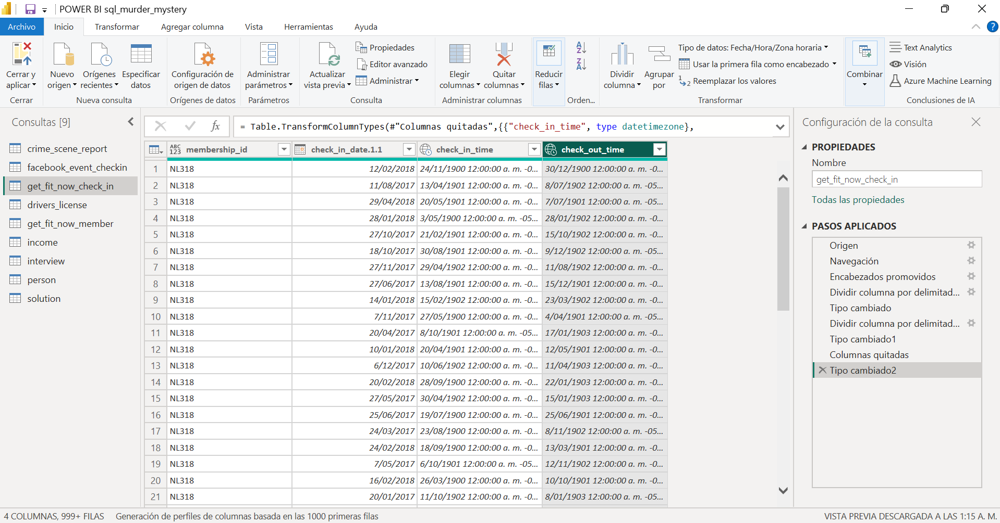 POWER BI sql_murder_mystery
Archivo Inicio Transformar Agregar columna Vista Herramientas Ayuda
Cerrar y aplicar
Cerrar
Nuevo origen
Orígenes recientes
Especificar datos
Nueva consulta
Configuración de origen de datos
Orígenes de datos
Administrar parámetros
Parámetros
Actualizar vista previa
Propiedades
Editor avanzado
Administrar
Consulta
Elegir columnas
Quitar columnas
Administrar columnas
Reducir filas
Orden...
Dividir columna
Agrupar por
Tipo de datos: Fecha/Hora/Zona horaria
Usar la primera fila como encabezado
Reemplazar los valores
Transformar
Combinar
Text Analytics
Visión
Azure Machine Learning
Conclusiones de IA
Consultas [9]
crime_scene_report
facebook_event_checkin
get_fit_now_check_in
drivers_license
get_fit_now_member
income
interview
person
solution
fx = Table.TransformColumnTypes(#"Columnas quitadas",{{"check_in_time", type datetimezone},
ABC 123 membership_id check_in_date.1.1 check_in_time check_out_time
1 NL318 12/02/2018 24/11/1900 12:00:00 a. m. -0... 30/12/1900 12:00:00 a. m. -0...
2 NL318 11/08/2017 13/04/1901 12:00:00 a. m. -0... 8/07/1902 12:00:00 a. m. -05...
3 NL318 29/04/2018 20/05/1901 12:00:00 a. m. -0... 7/07/1901 12:00:00 a. m. -05...
4 NL318 28/01/2018 3/05/1900 12:00:00 a. m. -05... 28/01/1902 12:00:00 a. m. -0...
5 NL318 27/10/2017 21/02/1901 12:00:00 a. m. -0... 15/10/1902 12:00:00 a. m. -0...
6 NL318 18/10/2017 30/08/1901 12:00:00 a. m. -0... 9/12/1902 12:00:00 a. m. -05...
7 NL318 27/11/2017 29/04/1902 12:00:00 a. m. -0... 11/08/1902 12:00:00 a. m. -0...
8 NL318 27/06/2017 13/08/1901 12:00:00 a. m. -0... 15/12/1901 12:00:00 a. m. -0...
9 NL318 14/01/2018 15/02/1902 12:00:00 a. m. -0... 23/03/1902 12:00:00 a. m. -0...
10 NL318 7/11/2017 27/05/1900 12:00:00 a. m. -0... 4/04/1901 12:00:00 a. m. -05...
11 NL318 20/04/2017 8/10/1901 12:00:00 a. m. -05... 17/01/1903 12:00:00 a. m. -0...
12 NL318 10/01/2018 20/04/1901 12:00:00 a. m. -0... 12/05/1901 12:00:00 a. m. -0...
13 NL318 6/12/2017 10/06/1902 12:00:00 a. m. -0... 11/04/1903 12:00:00 a. m. -0...
14 NL318 20/02/2018 28/09/1900 12:00:00 a. m. -0... 22/01/1903 12:00:00 a. m. -0...
15 NL318 27/05/2017 30/04/1902 12:00:00 a. m. -0... 15/01/1903 12:00:00 a. m. -0...
16 NL318 25/06/2017 19/07/1900 12:00:00 a. m. -0... 25/06/1901 12:00:00 a. m. -0...
17 NL318 24/03/2017 23/08/1900 12:00:00 a. m. -0... 8/11/1902 12:00:00 a. m. -05...
18 NL318 24/02/2018 18/09/1900 12:00:00 a. m. -0... 13/03/1901 12:00:00 a. m. -0...
19 NL318 7/05/2017 6/10/1901 12:00:00 a. m. -05... 12/11/1902 12:00:00 a. m. -0...
20 NL318 16/02/2018 26/03/1900 12:00:00 a. m. -0... 10/10/1901 12:00:00 a. m. -0...
21 NL318 20/01/2017 11/10/1902 12:00:00 a. m. -0... 8/01/1903 12:00:00 a. m. -05...
Configuración de la consulta
PROPIEDADES
Nombre
get_fit_now_check_in
Todas las propiedades
PASOS APLICADOS
Origen
Navegación
Encabezados promovidos
Dividir columna por delimitad...
Tipo cambiado
Dividir columna por delimitad...
Tipo cambiado1
Columnas quitadas
Tipo cambiado2
4 COLUMNAS, 999+ FILAS Generación de perfiles de columnas basada en las 1000 primeras filas VISTA PREVIA DESCARGADA A LAS 1:15 A. M.